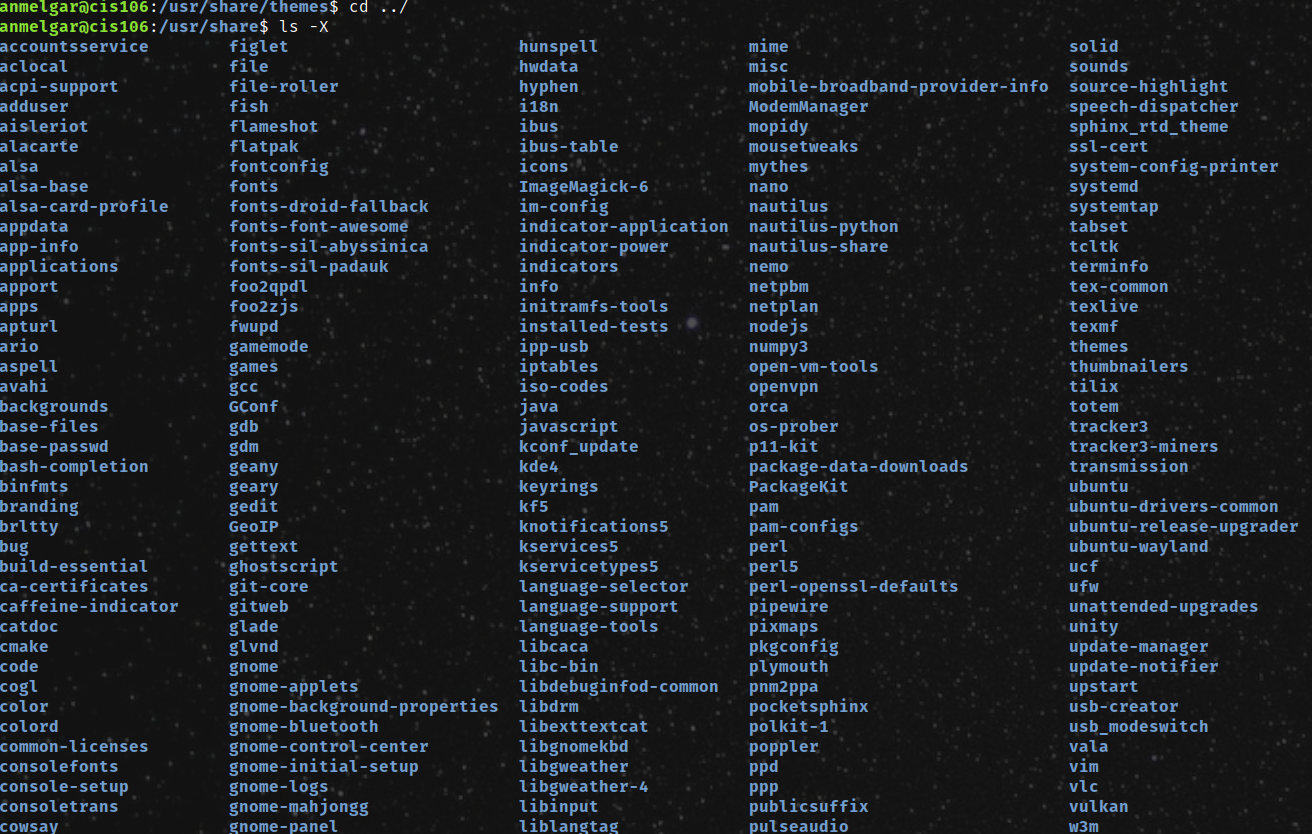 anmelgar@cis106:/usr/share/themes$ cd ../
anmelgar@cis106:/usr/share$ ls -X
accountsservice figlet hunspell mime solid
aclocal file hwdata misc sounds
acpi-support file-roller hyphen mobile-broadband-provider-info source-highlight
adduser fish i18n ModemManager speech-dispatcher
aisleriot flameshot ibus mopidy sphinx_rtd_theme
alacarte flatpak ibus-table mousetweaks ssl-cert
alsa fontconfig icons mythes system-config-printer
alsa-base fonts ImageMagick-6 nano systemd
alsa-card-profile fonts-droid-fallback im-config nautilus systemtap
appdata fonts-font-awesome indicator-application nautilus-python tabset
app-info fonts-sil-abyssinica indicator-power nautilus-share tcltk
applications fonts-sil-padauk indicators nemo terminfo
apport foo2qpdl info netpbm tex-common
apps foo2zjs initramfs-tools netplan texlive
apturl fwupd installed-tests nodejs texmf
ario gamemode ipp-usb numpy3 themes
aspell games iptables open-vm-tools thumbnailers
avahi gcc iso-codes openvpn tilix
backgrounds GConf java orca totem
base-files gdb javascript os-prober tracker3
base-passwd gdm kconf_update p11-kit tracker3-miners
bash-completion geany kde4 package-data-downloads transmission
binfmts geary keyrings PackageKit ubuntu
branding gedit kf5 pam ubuntu-drivers-common
brltty GeoIP knotifications5 pam-configs ubuntu-release-upgrader
bug gettext kservices5 perl ubuntu-wayland
build-essential ghostscript kservicetypes5 perl5 ucf
ca-certificates git-core language-selector perl-openssl-defaults ufw
caffeine-indicator gitweb language-support pipewire unattended-upgrades
catdoc glade language-tools pixmaps unity
cmake glvnd libcaca pkgconfig update-manager
code gnome libc-bin plymouth update-notifier
cogl gnome-applets libdebuginfod-common pnm2ppa upstart
color gnome-background-properties libdrm pocketsphinx usb-creator
colord gnome-bluetooth libexttextcat polkit-1 usb_modeswitch
common-licenses gnome-control-center libgnomekbd poppler vala
consolefonts gnome-initial-setup libgweather ppd vim
console-setup gnome-logs libgweather-4 ppp vlc
consoletrans gnome-mahjongg libinput publicsuffix vulkan
cowsay gnome-panel liblangtag pulseaudio w3m